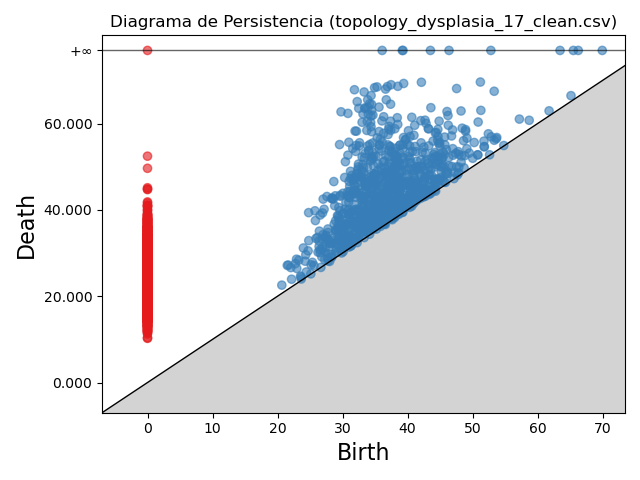 Diagrama de Persistencia (topology_dysplasia_17_clean.csv)
+∞
60.000
40.000
20.000
0.000
Death
0 10 20 30 40 50 60 70
Birth